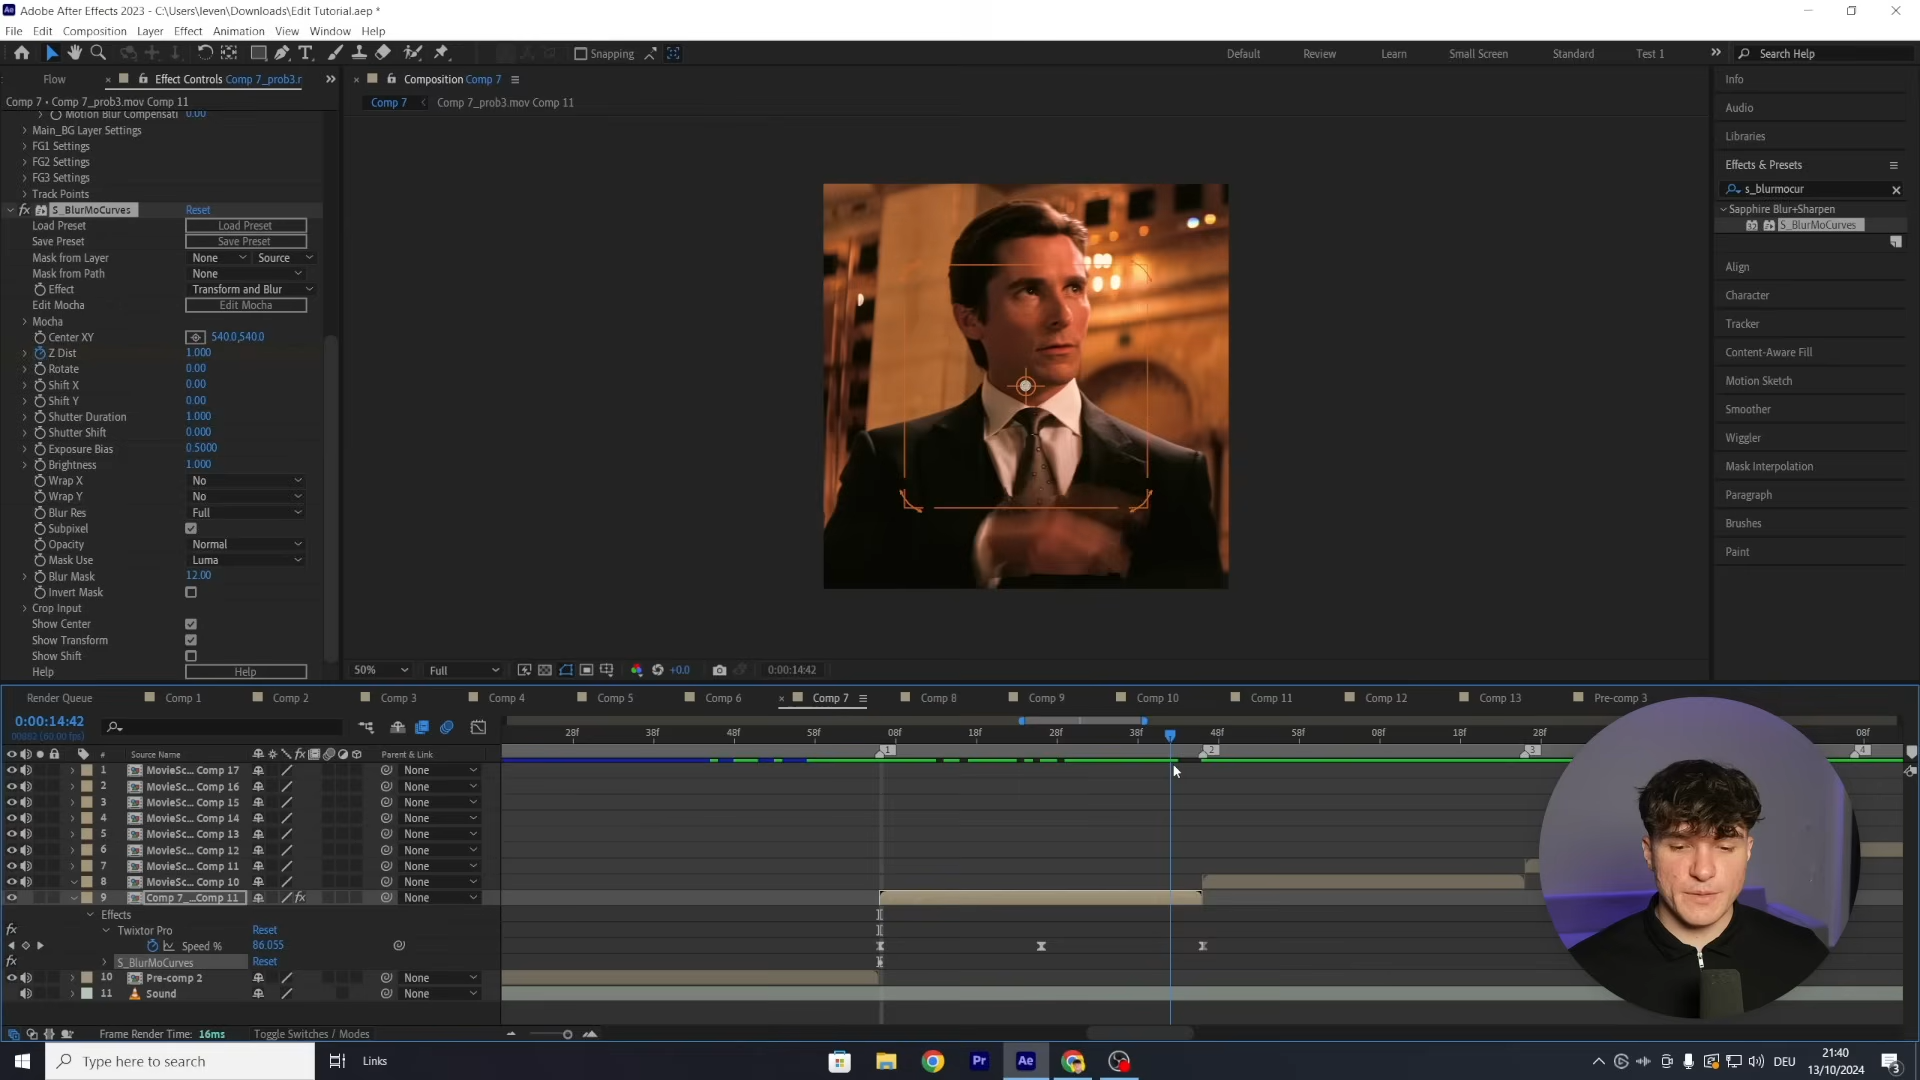 Adobe After Effects 2023 - C:\Users\leven\Downloads\Edit Tutorial.aep *
File Edit Composition Layer Effect Animation View Window Help
Snapping
Default Review Learn Small Screen Standard Test 1 Search Help
Flow Effect Controls Comp 7_prob3.r
Comp 7 • Comp 7_prob3.mov Comp 11
Motion Blur Compensati 0.00
Main_BG Layer Settings
FG1 Settings
FG2 Settings
FG3 Settings
Track Points
fx S_BlurMoCurves Reset
Load Preset Load Preset
Save Preset Save Preset
Mask from Layer None Source
Mask from Path None
Effect Transform and Blur
Edit Mocha Edit Mocha
Mocha
Center XY 540.0,540.0
Z Dist 1.000
Rotate 0.00
Shift X 0.00
Shift Y 0.00
Shutter Duration 1.000
Shutter Shift 0.000
Exposure Bias 0.5000
Brightness 1.000
Wrap X No
Wrap Y No
Blur Res Full
Subpixel
Opacity Normal
Mask Use Luma
Blur Mask 12.00
Invert Mask
Crop Input
Show Center
Show Transform
Show Shift
Help Help
Composition Comp 7
Comp 7 Comp 7_prob3.mov Comp 11
50% Full +0.0 0:00:14:42
Info
Audio
Libraries
Effects & Presets
s_blurmocur
Sapphire Blur+Sharpen
S_BlurMoCurves
Align
Character
Tracker
Content-Aware Fill
Motion Sketch
Smoother
Wiggler
Mask Interpolation
Paragraph
Brushes
Paint
Render Queue Comp 1 Comp 2 Comp 3 Comp 4 Comp 5 Comp 6 Comp 7 Comp 8 Comp 9 Comp 10 Comp 11 Comp 12 Comp 13 Pre-comp 3
0:00:14:42
00882 (60.00 fps)
28f 38f 48f 58f 08f 18f 28f 38f 48f 58f 08f 18f 28f 08f
1 2 3 4
# Source Name fx Parent & Link
1 MovieSc... Comp 17 None
2 MovieSc... Comp 16 None
3 MovieSc... Comp 15 None
4 MovieSc... Comp 14 None
5 MovieSc... Comp 13 None
6 MovieSc... Comp 12 None
7 MovieSc... Comp 11 None
8 MovieSc... Comp 10 None
9 Comp 7_...Comp 11 fx None
Effects
fx Twixtor Pro Reset
Speed % 86.055
fx S_BlurMoCurves Reset
10 Pre-comp 2 None
11 Sound None
Frame Render Time: 16ms Toggle Switches / Modes
Type here to search Links Pr Ae DEU 21:40
13/10/2024 3